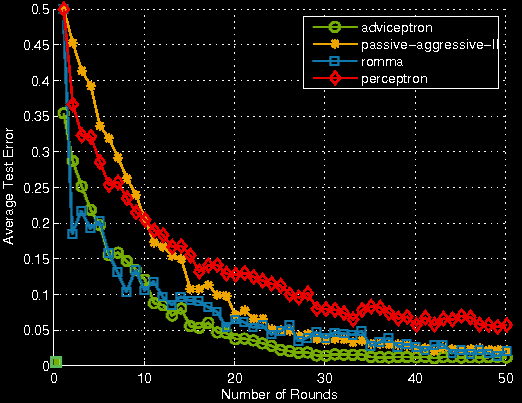 0.5
0.45
0.4
0.35
0.3
0.25
0.2
0.15
0.1
0.05
0
Average Test Error
adviceptron
passive-aggressive-II
romma
perceptron
0 10 20 30 40 50
Number of Rounds